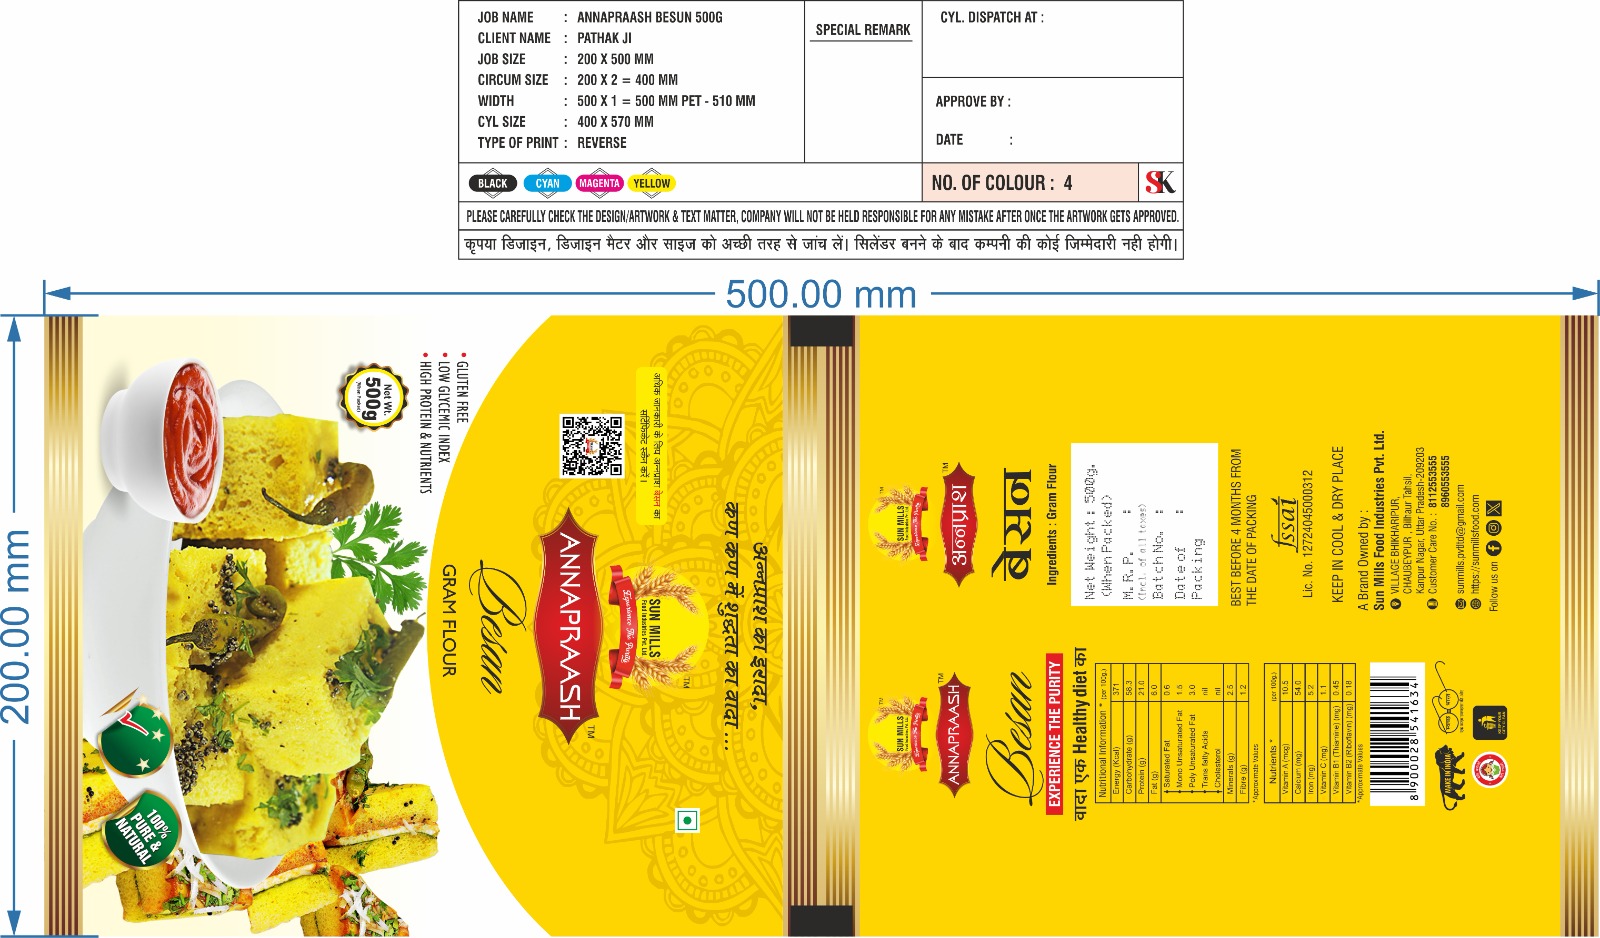 200.00 mm
500.00 mm
100%
PURE &
NATURAL
Net Wt.
500g
(When Packed)
• GLUTEN FREE
• LOW GLYCEMIC INDEX
• HIGH PROTEIN & NUTRIENTS
अन्नप्राश का इरादा,
कण कण में शुद्धता का वादा ...
TM
SUN MILLS
Food Industries Pvt. Ltd.
Experience The Purity
ANNAPRAASH
TM
Besan
GRAM FLOUR
अधिक जानकारी के लिए अन्नप्राश बेसन का
सर्टिफिकेट स्कैन करें।
TM
SUN MILLS
Food Industries Pvt. Ltd.
Experience The Purity
ANNAPRAASH
TM
Besan
EXPERIENCE THE PURITY
वादा एक Healthy diet का
Nutritional Information * (per 100g.)
Energy (Kcal) 371
Carbohydrate (g) 58.3
Protein (g) 21.0
Fat (g) 6.0
Saturated Fat 0.6
Mono Unsaturated Fat 1.5
Poly Unsaturated Fat 3.0
Trans fatty Acids nil
Cholesterol nil
Minerals (g) 2.5
Fibre (g) 1.2
*Approximate Values
Nutrients * (per 100g.)
Vitamin A (mcg) 10.5
Calcium (mg) 54.0
Iron (mg) 5.2
Vitamin C (mg) 1.1
Vitamin B1 (Thiamine) (mg) 0.45
Vitamin B2 (Riboflavin) (mg) 0.18
*Approximate Values
8 900028 541634
MAKE IN INDIA
स्वच्छ भारत
एक कदम स्वच्छता की ओर
KEEP YOUR
CITY CLEAN
TM
SUN MILLS
Food Industries Pvt. Ltd.
Experience The Purity
अन्नप्राश
TM
बेसन
Ingredients : Gram Flour
Net Weight : 500g.
(When Packed)
M. R. P. :
(Incl. of all taxes)
Batch No. :
Date of :
Packing
BEST BEFORE 4 MONTHS FROM
THE DATE OF PACKING
fssai
Lic. No. 12724045000312
KEEP IN COOL & DRY PLACE
A Brand Owned by :
Sun Mills Food Industries Pvt. Ltd.
VILLAGE BHIKHARIPUR,
CHAUBEYPUR , Bilhaur Tahsil,
Kanpur Nagar, Uttar Pradesh-209203
Customer Care No. : 8112553555
8960553555
sunmills.pvtltd@gmail.com
https://sunmillsfood.com
Follow us on
JOB NAME : ANNAPRAASH BESUN 500G
CLIENT NAME : PATHAK JI
JOB SIZE : 200 X 500 MM
CIRCUM SIZE : 200 X 2 = 400 MM
WIDTH : 500 X 1 = 500 MM PET - 510 MM
CYL SIZE : 400 X 570 MM
TYPE OF PRINT : REVERSE
SPECIAL REMARK
CYL. DISPATCH AT :
APPROVE BY :
DATE :
BLACK CYAN MAGENTA YELLOW
NO. OF COLOUR : 4
SK
PLEASE CAREFULLY CHECK THE DESIGN/ARTWORK & TEXT MATTER. COMPANY WILL NOT BE HELD RESPONSIBLE FOR ANY MISTAKE AFTER ONCE THE ARTWORK GETS APPROVED.
कृपया डिजाइन, डिजाइन मैटर और साइज को अच्छी तरह से जांच लें। सिलेंडर बनने के बाद कम्पनी की कोई जिम्मेदारी नही होगी।